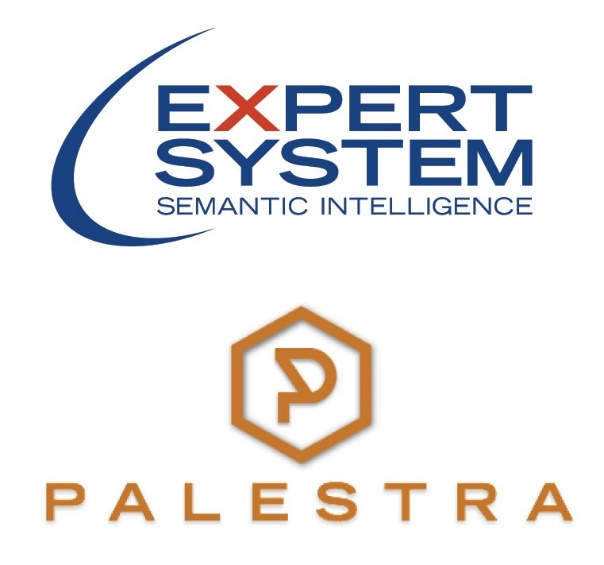 EXPERT
SYSTEM
SEMANTIC INTELLIGENCE
P
PALESTRA